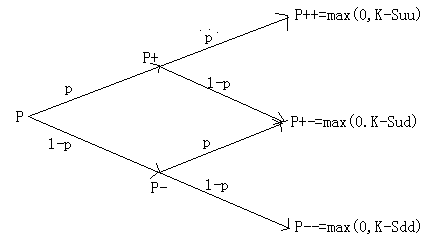 P++=max(0,K-Suu)
p
P+
p
1-p
P
P+-=max(0.K-Sud)
1-p
p
P-
1-p
P--=max(0,K-Sdd)